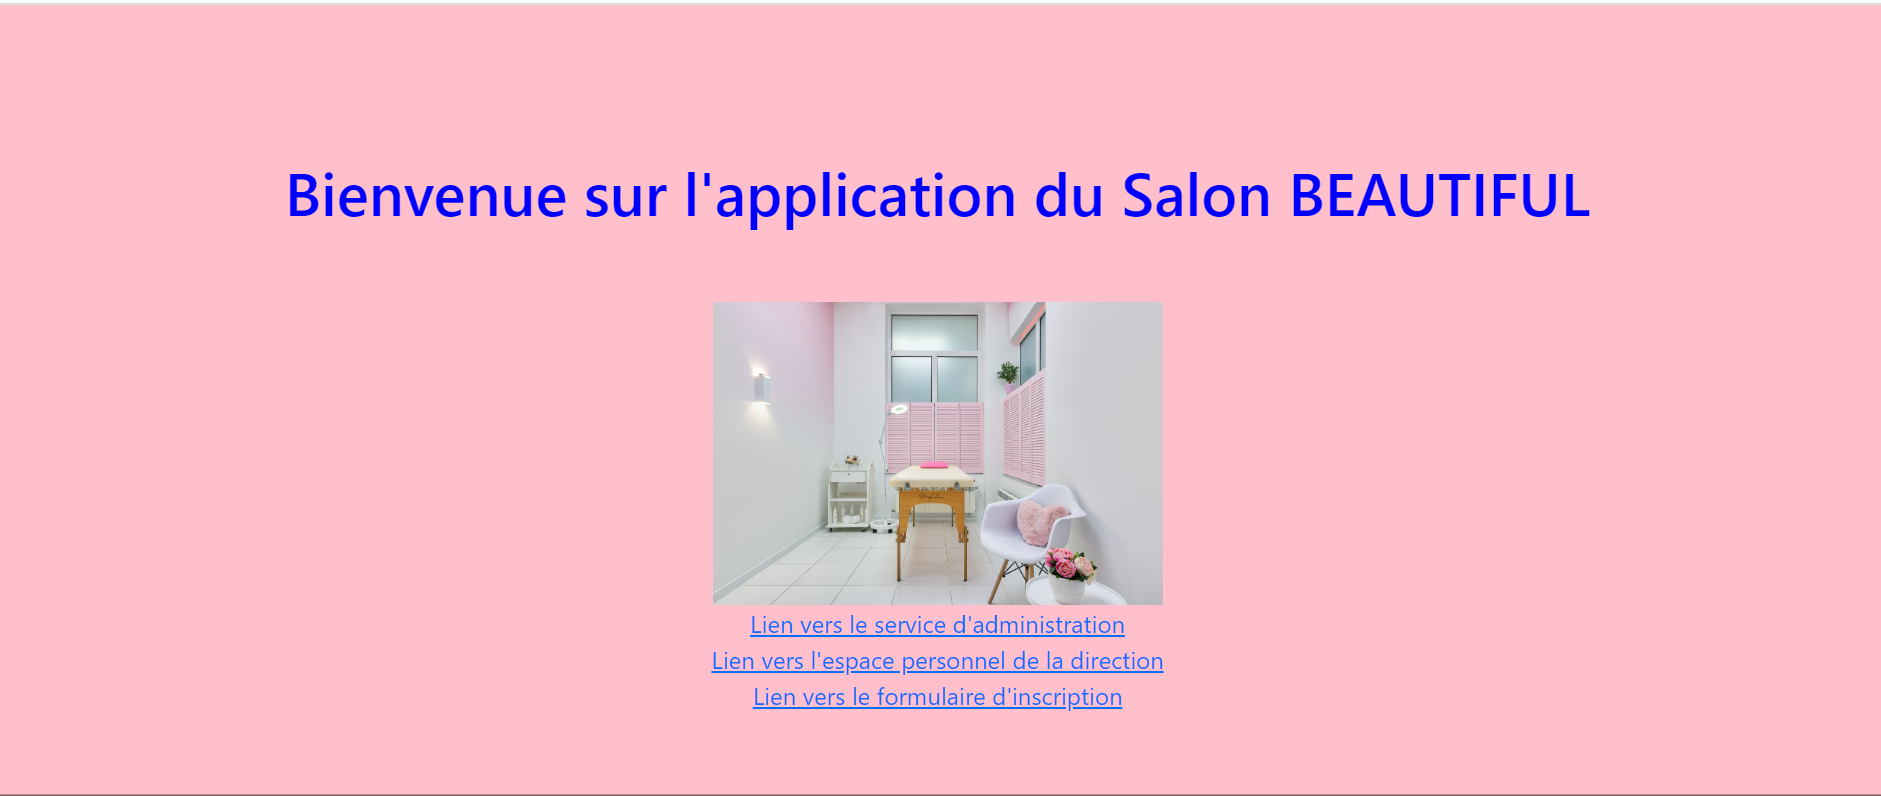 Bienvenue sur l'application du Salon BEAUTIFUL
Lien vers le service d'administration
Lien vers l'espace personnel de la direction
Lien vers le formulaire d'inscription